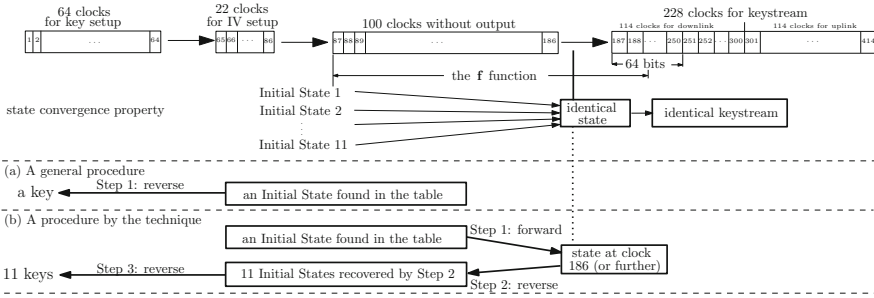 64 clocks
for key setup
22 clocks
for IV setup
100 clocks without output
228 clocks for keystream
114 clocks for downlink
114 clocks for uplink
1 2 ... 64
65 66 ... 86
87 88 89 ... 186
187 188 ... 250 251 252 ... 300 301 ... 414
64 bits
the f function
state convergence property
Initial State 1
Initial State 2
⋮
Initial State 11
identical
state
identical keystream
(a) A general procedure
a key
Step 1: reverse
an Initial State found in the table
(b) A procedure by the technique
an Initial State found in the table
Step 1: forward
state at clock
186 (or further)
11 keys
Step 3: reverse
11 Initial States recovered by Step 2
Step 2: reverse